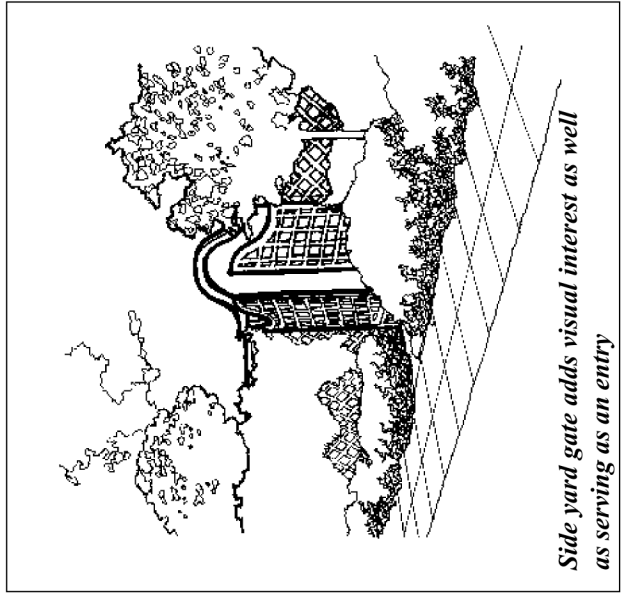 Side yard gate adds visual interest as well
as serving as an entry